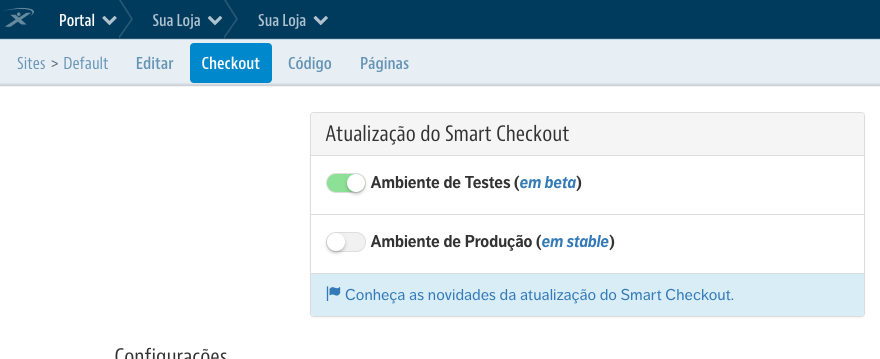 Portal Sua Loja Sua Loja
Sites > Default Editar Checkout Código Páginas
Atualização do Smart Checkout
Ambiente de Testes (em beta)
Ambiente de Produção (em stable)
Conheça as novidades da atualização do Smart Checkout.
Configurações